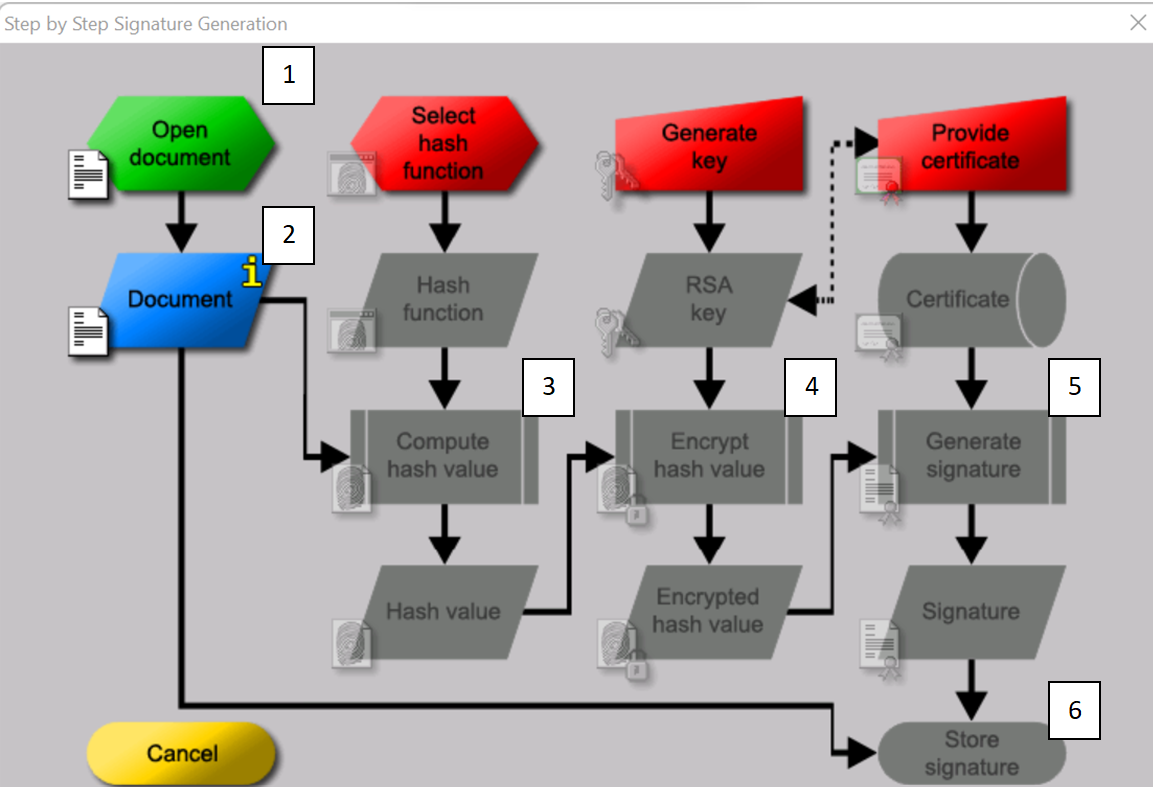 Step by Step Signature Generation
1
Open
document
Select
hash
function
Generate
key
Provide
certificate
2
Document
i
Hash
function
RSA
key
Certificate
3
4
5
Compute
hash value
Encrypt
hash value
Generate
signature
Hash value
Encrypted
hash value
Signature
6
Cancel
Store
signature